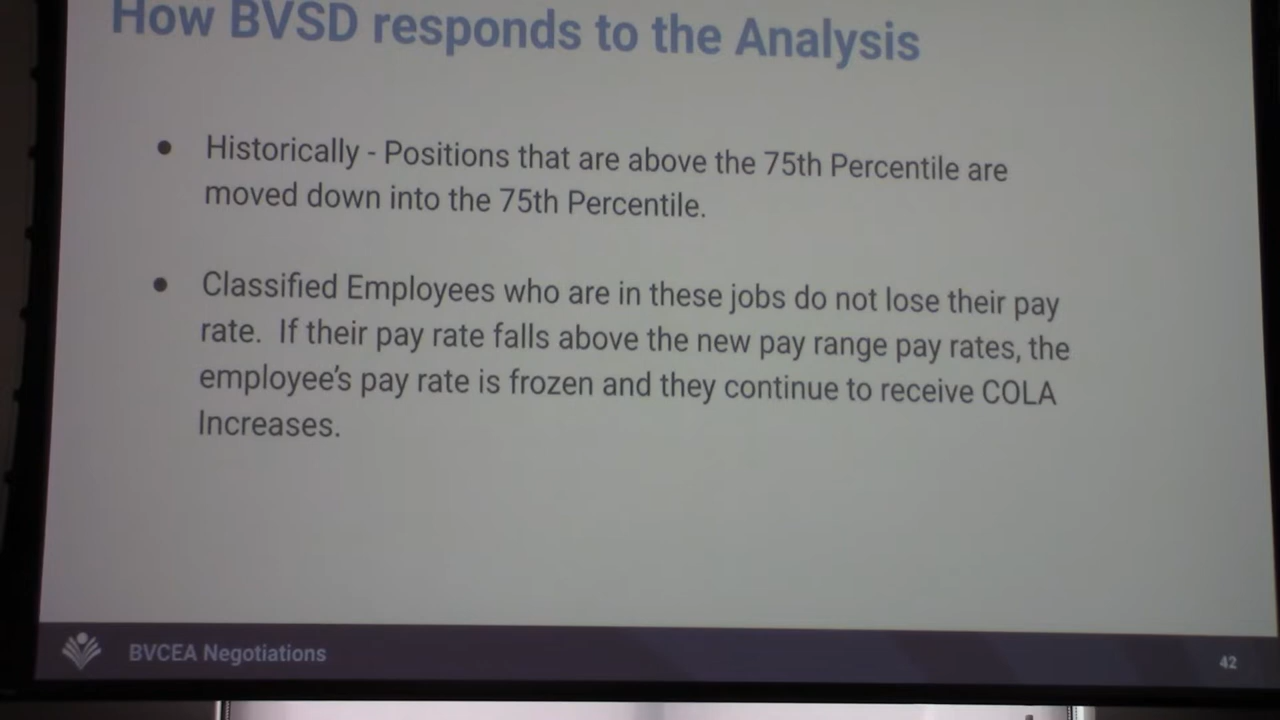 How BVSD responds to the Analysis
● Historically - Positions that are above the 75th Percentile are
moved down into the 75th Percentile.
● Classified Employees who are in these jobs do not lose their pay
rate.  If their pay rate falls above the new pay range pay rates, the
employee's pay rate is frozen and they continue to receive COLA
Increases.
BVCEA Negotiations
42